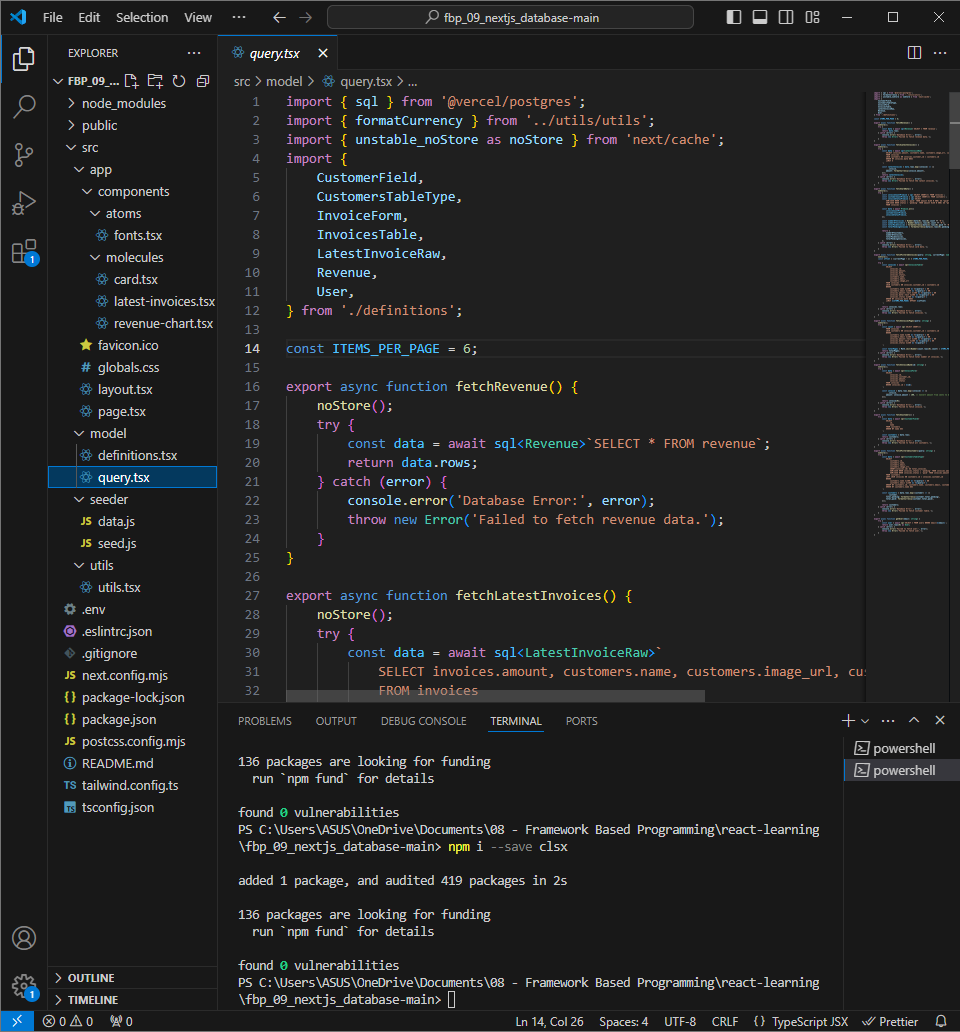 File Edit Selection View ··· fbp_09_nextjs_database-main
EXPLORER ···
FBP_09_...
node_modules
public
src
app
components
atoms
fonts.tsx
molecules
card.tsx
latest-invoices.tsx
revenue-chart.tsx
favicon.ico
# globals.css
layout.tsx
page.tsx
model
definitions.tsx
query.tsx
seeder
JS data.js
JS seed.js
utils
utils.tsx
.env
.eslintrc.json
.gitignore
JS next.config.mjs
{} package-lock.json
{} package.json
JS postcss.config.mjs
README.md
TS tailwind.config.ts
TS tsconfig.json
OUTLINE
TIMELINE
1
1
query.tsx
src > model > query.tsx > ...
1 import { sql } from '@vercel/postgres';
2 import { formatCurrency } from '../utils/utils';
3 import { unstable_noStore as noStore } from 'next/cache';
4 import {
5 CustomerField,
6 CustomersTableType,
7 InvoiceForm,
8 InvoicesTable,
9 LatestInvoiceRaw,
10 Revenue,
11 User,
12 } from './definitions';
13
14 const ITEMS_PER_PAGE = 6;
15
16 export async function fetchRevenue() {
17 noStore();
18 try {
19 const data = await sql<Revenue>`SELECT * FROM revenue`;
20 return data.rows;
21 } catch (error) {
22 console.error('Database Error:', error);
23 throw new Error('Failed to fetch revenue data.');
24 }
25 }
26
27 export async function fetchLatestInvoices() {
28 noStore();
29 try {
30 const data = await sql<LatestInvoiceRaw>`
31 SELECT invoices.amount, customers.name, customers.image_url, cus
32 FROM invoices
PROBLEMS OUTPUT DEBUG CONSOLE TERMINAL PORTS
powershell
powershell
136 packages are looking for funding
run `npm fund` for details
found 0 vulnerabilities
PS C:\Users\ASUS\OneDrive\Documents\08 - Framework Based Programming\react-learning
\fbp_09_nextjs_database-main> npm i --save clsx
added 1 package, and audited 419 packages in 2s
136 packages are looking for funding
run `npm fund` for details
found 0 vulnerabilities
PS C:\Users\ASUS\OneDrive\Documents\08 - Framework Based Programming\react-learning
\fbp_09_nextjs_database-main>
0 0 0 Ln 14, Col 26 Spaces: 4 UTF-8 CRLF {} TypeScript JSX Prettier